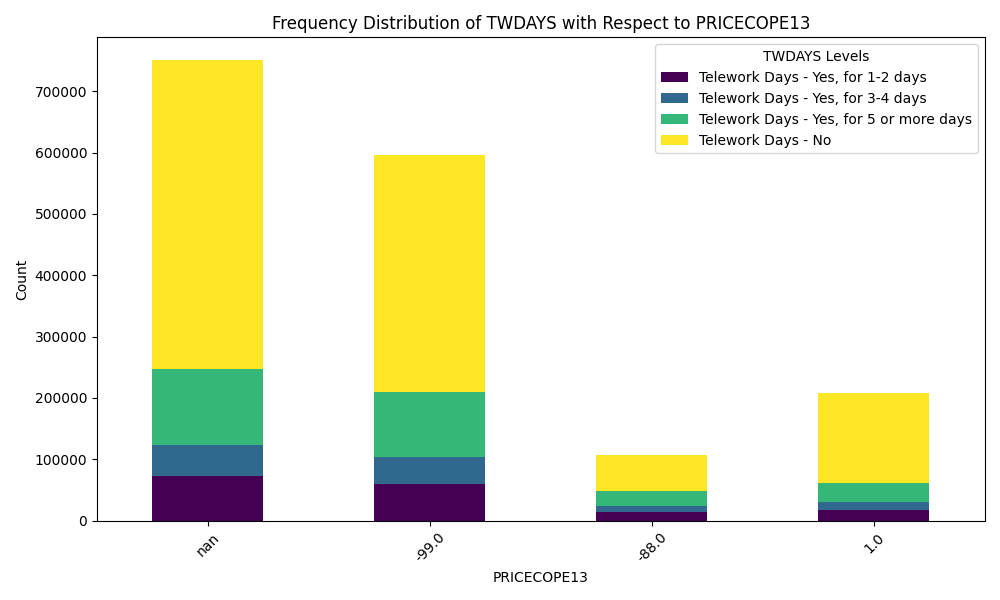 Frequency Distribution of TWDAYS with Respect to PRICECOPE13
TWDAYS Levels
Telework Days - Yes, for 1-2 days
Telework Days - Yes, for 3-4 days
Telework Days - Yes, for 5 or more days
Telework Days - No
Count
700000
600000
500000
400000
300000
200000
100000
0
nan
-99.0
-88.0
1.0
PRICECOPE13